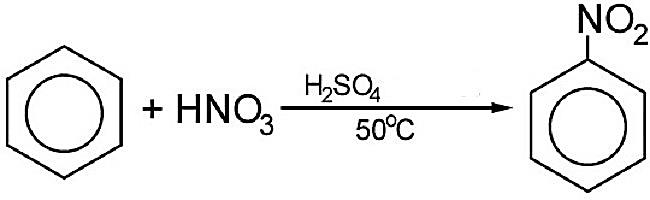 + HNO₃
H₂SO₄
50°C
NO₂